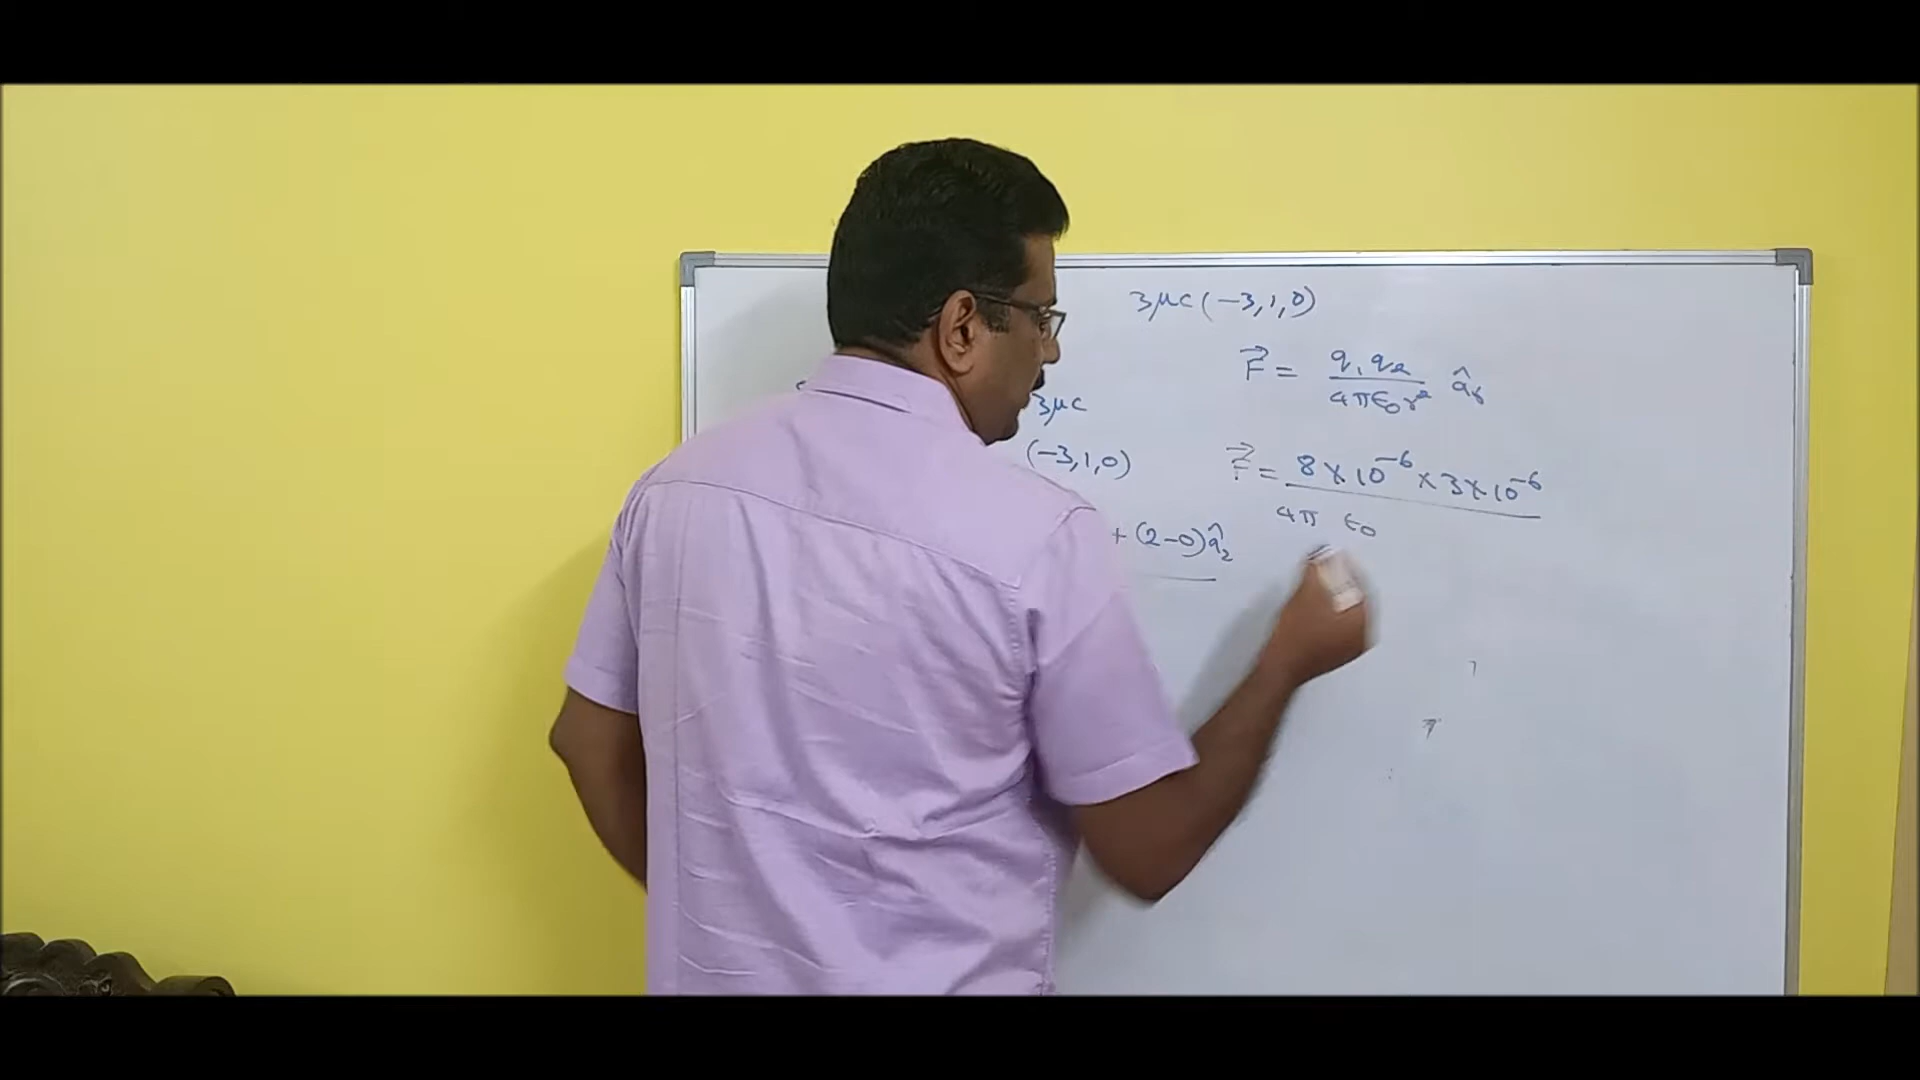 3μC(-3,1,0)
F⃗ = q₁q₂ / 4πϵ₀r² âᵣ
3μC
(-3,1,0)
F⃗ = 8×10⁻⁶×3×10⁻⁶ / 4π ϵ₀
+(2-0)â_z